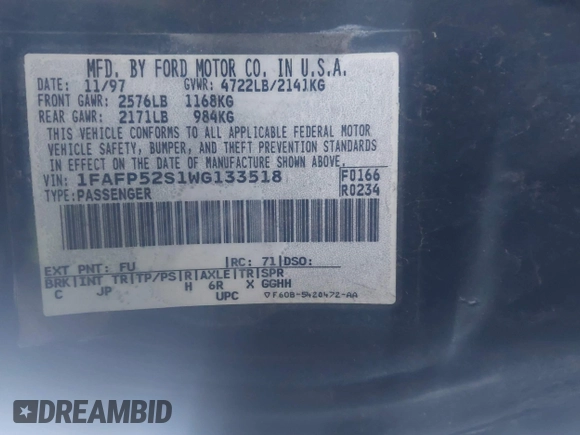 MFD. BY FORD MOTOR CO. IN U.S.A.
DATE: 11/97 GVWR: 4722LB/2141KG
FRONT GAWR: 2576LB 1168KG
REAR GAWR: 2171LB 984KG
THIS VEHICLE CONFORMS TO ALL APPLICABLE FEDERAL MOTOR
VEHICLE SAFETY, BUMPER, AND THEFT PREVENTION STANDARDS
IN EFFECT ON THE DATE OF MANUFACTURE SHOWN ABOVE.
VIN: 1FAFP52S1WG133518 F0166
TYPE: PASSENGER R0234
EXT PNT: FU RC: 71 DSO:
BRK INT TR TP/PS R AXLE TR SPR
C JP H 6R X GGHH
UPC ▽F60B-5420472-AA
DREAMBID